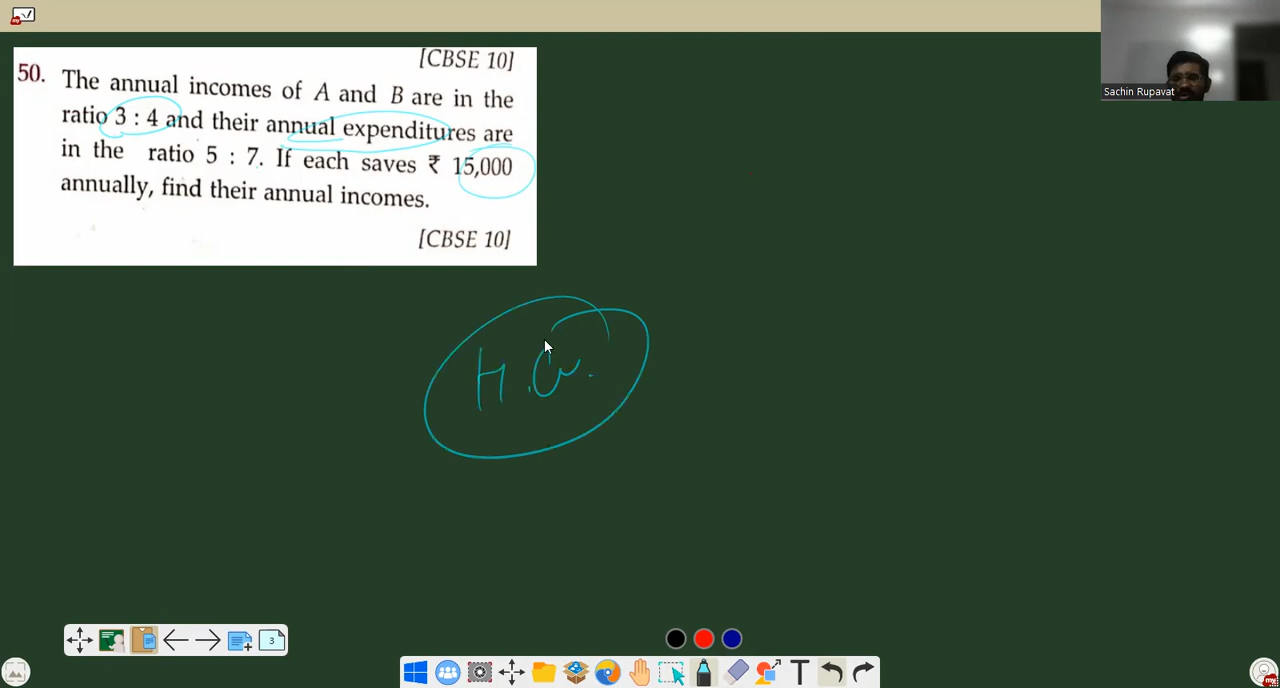 [CBSE 10]
50. The annual incomes of A and B are in the
ratio 3 : 4 and their annual expenditures are
in the ratio 5 : 7. If each saves ₹ 15,000
annually, find their annual incomes.
[CBSE 10]
H.W.
Sachin Rupavat
3